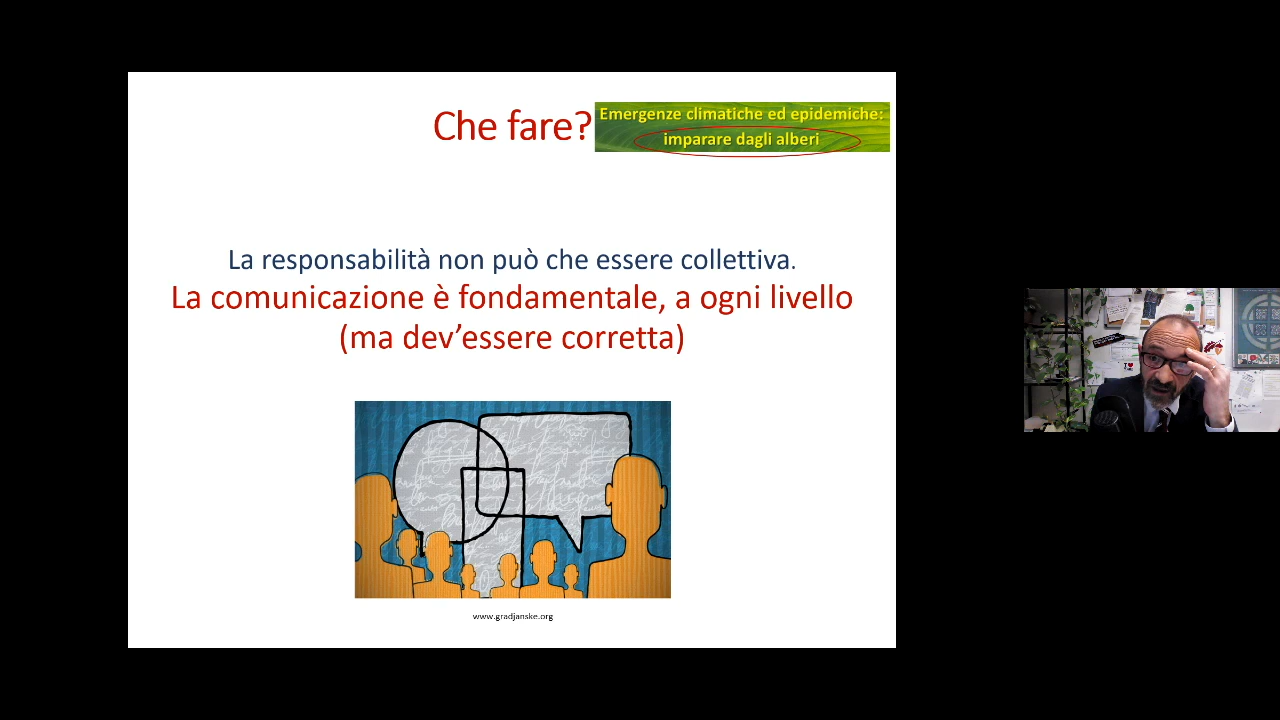 Che fare?
Emergenze climatiche ed epidemiche:
imparare dagli alberi
La responsabilità non può che essere collettiva.
La comunicazione è fondamentale, a ogni livello
(ma dev’essere corretta)
www.gradjanske.org